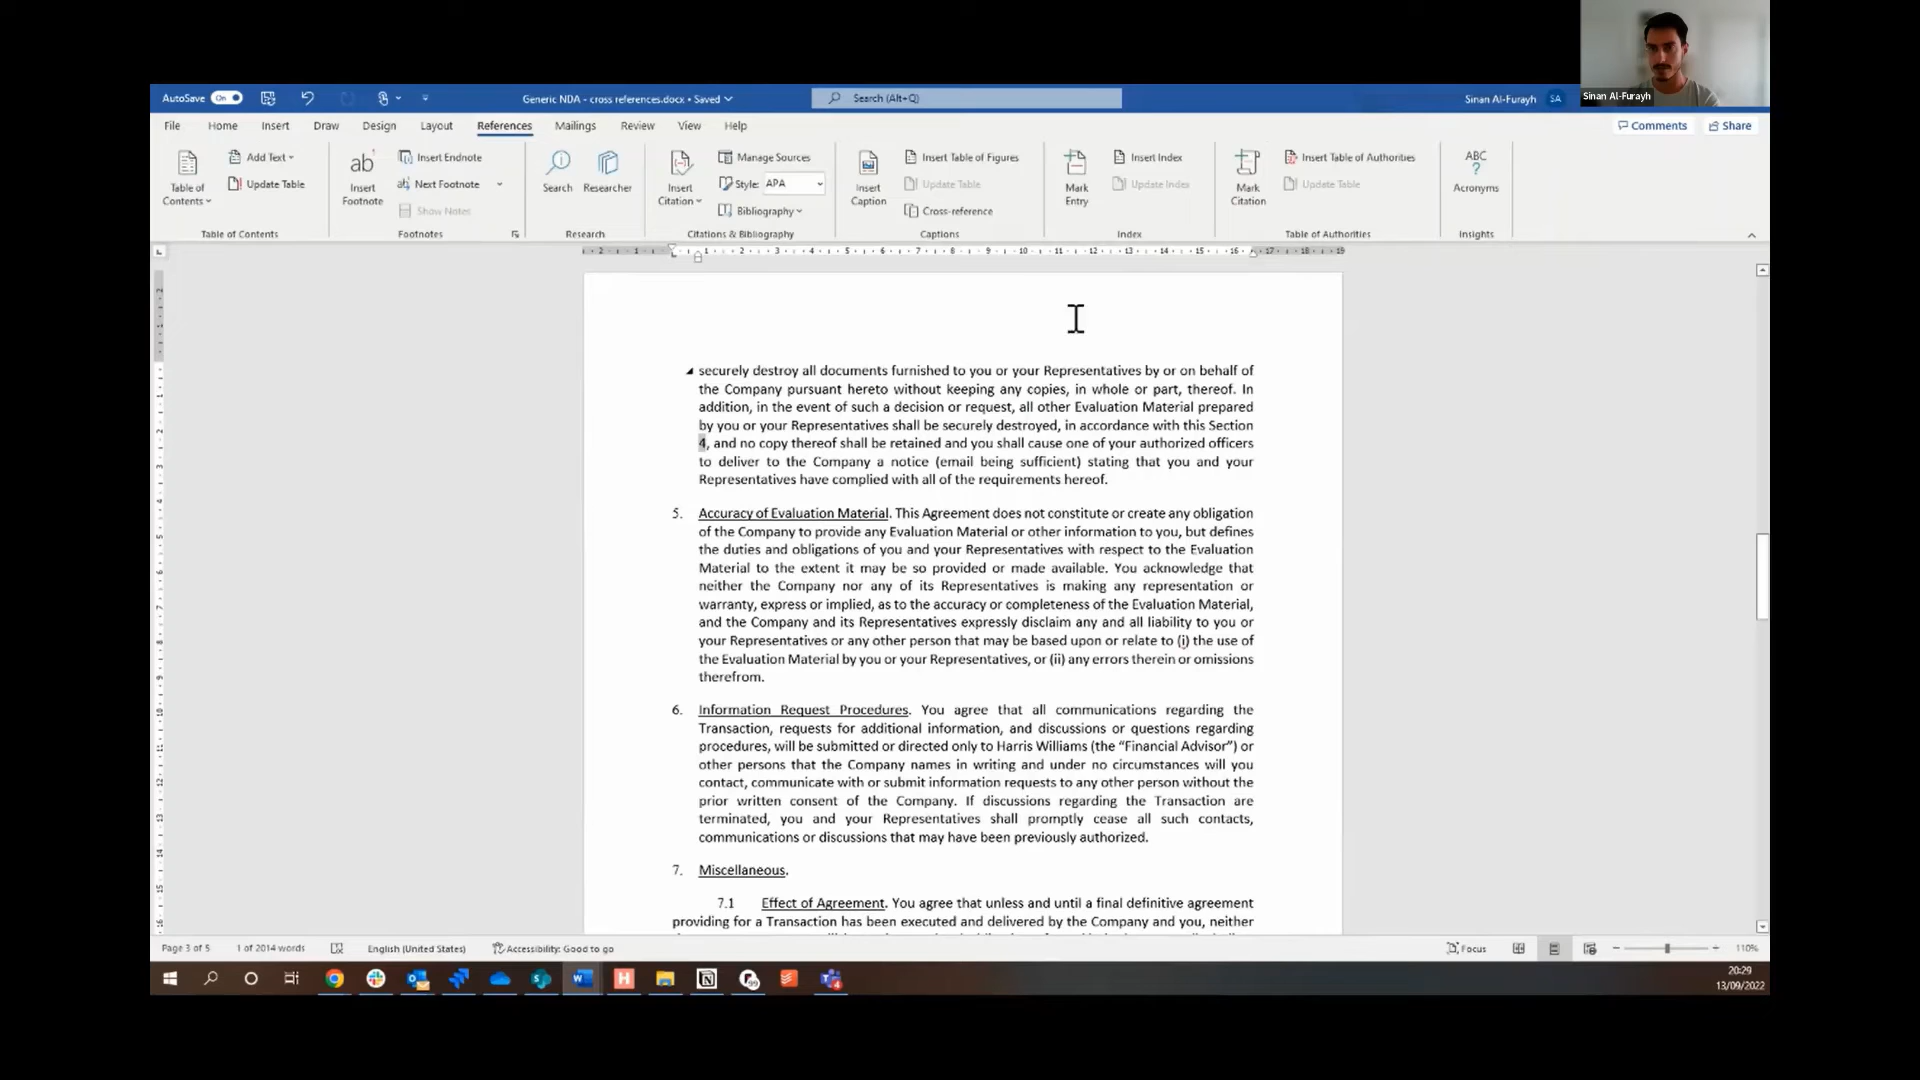 Sinan Al-Furayh
AutoSave On
Generic NDA - cross references.docx • Saved
Search (Alt+Q)
Sinan Al-Furayh SA
File Home Insert Draw Design Layout References Mailings Review View Help
Comments Share
Table of Contents
Add Text
Update Table
Table of Contents
Insert Footnote
Insert Endnote
Next Footnote
Show Notes
Footnotes
Search
Researcher
Research
Insert Citation
Manage Sources
Style: APA
Bibliography
Citations & Bibliography
Insert Caption
Insert Table of Figures
Update Table
Cross-reference
Captions
Mark Entry
Insert Index
Update Index
Index
Mark Citation
Insert Table of Authorities
Update Table
Table of Authorities
Acronyms
Insights
securely destroy all documents furnished to you or your Representatives by or on behalf of
the Company pursuant hereto without keeping any copies, in whole or part, thereof. In
addition, in the event of such a decision or request, all other Evaluation Material prepared
by you or your Representatives shall be securely destroyed, in accordance with this Section
4, and no copy thereof shall be retained and you shall cause one of your authorized officers
to deliver to the Company a notice (email being sufficient) stating that you and your
Representatives have complied with all of the requirements hereof.
5. Accuracy of Evaluation Material. This Agreement does not constitute or create any obligation
of the Company to provide any Evaluation Material or other information to you, but defines
the duties and obligations of you and your Representatives with respect to the Evaluation
Material to the extent it may be so provided or made available. You acknowledge that
neither the Company nor any of its Representatives is making any representation or
warranty, express or implied, as to the accuracy or completeness of the Evaluation Material,
and the Company and its Representatives expressly disclaim any and all liability to you or
your Representatives or any other person that may be based upon or relate to (i) the use of
the Evaluation Material by you or your Representatives, or (ii) any errors therein or omissions
therefrom.
6. Information Request Procedures. You agree that all communications regarding the
Transaction, requests for additional information, and discussions or questions regarding
procedures, will be submitted or directed only to Harris Williams (the “Financial Advisor”) or
other persons that the Company names in writing and under no circumstances will you
contact, communicate with or submit information requests to any other person without the
prior written consent of the Company. If discussions regarding the Transaction are
terminated, you and your Representatives shall promptly cease all such contacts,
communications or discussions that may have been previously authorized.
7. Miscellaneous.
7.1 Effect of Agreement. You agree that unless and until a final definitive agreement
providing for a Transaction has been executed and delivered by the Company and you, neither
Page 3 of 5 1 of 2014 words English (United States) Accessibility: Good to go
Focus 110%
20:29
13/09/2022